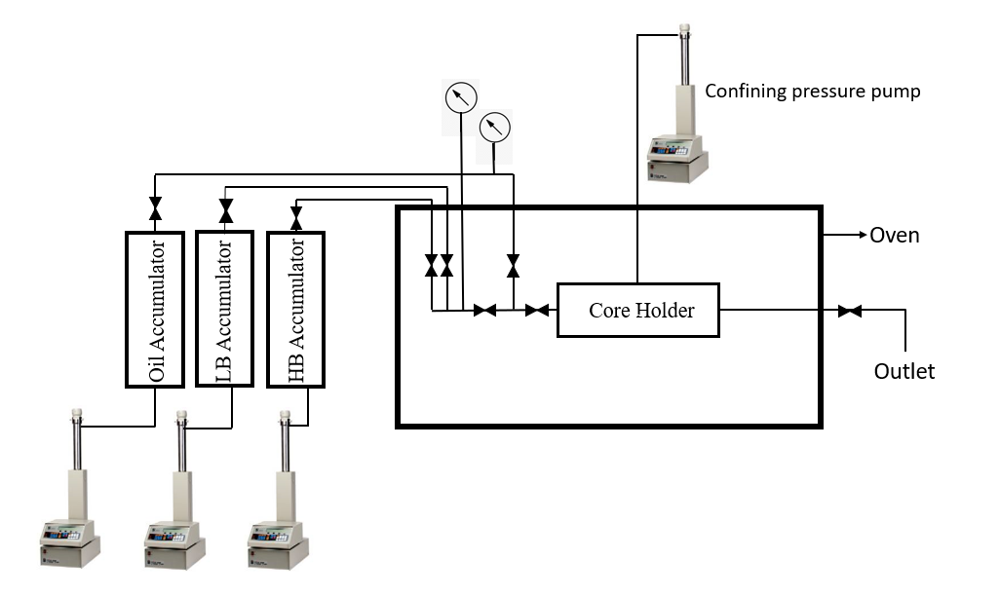 Confining pressure pump
Oven
Oil Accumulator
LB Accumulator
HB Accumulator
Core Holder
Outlet